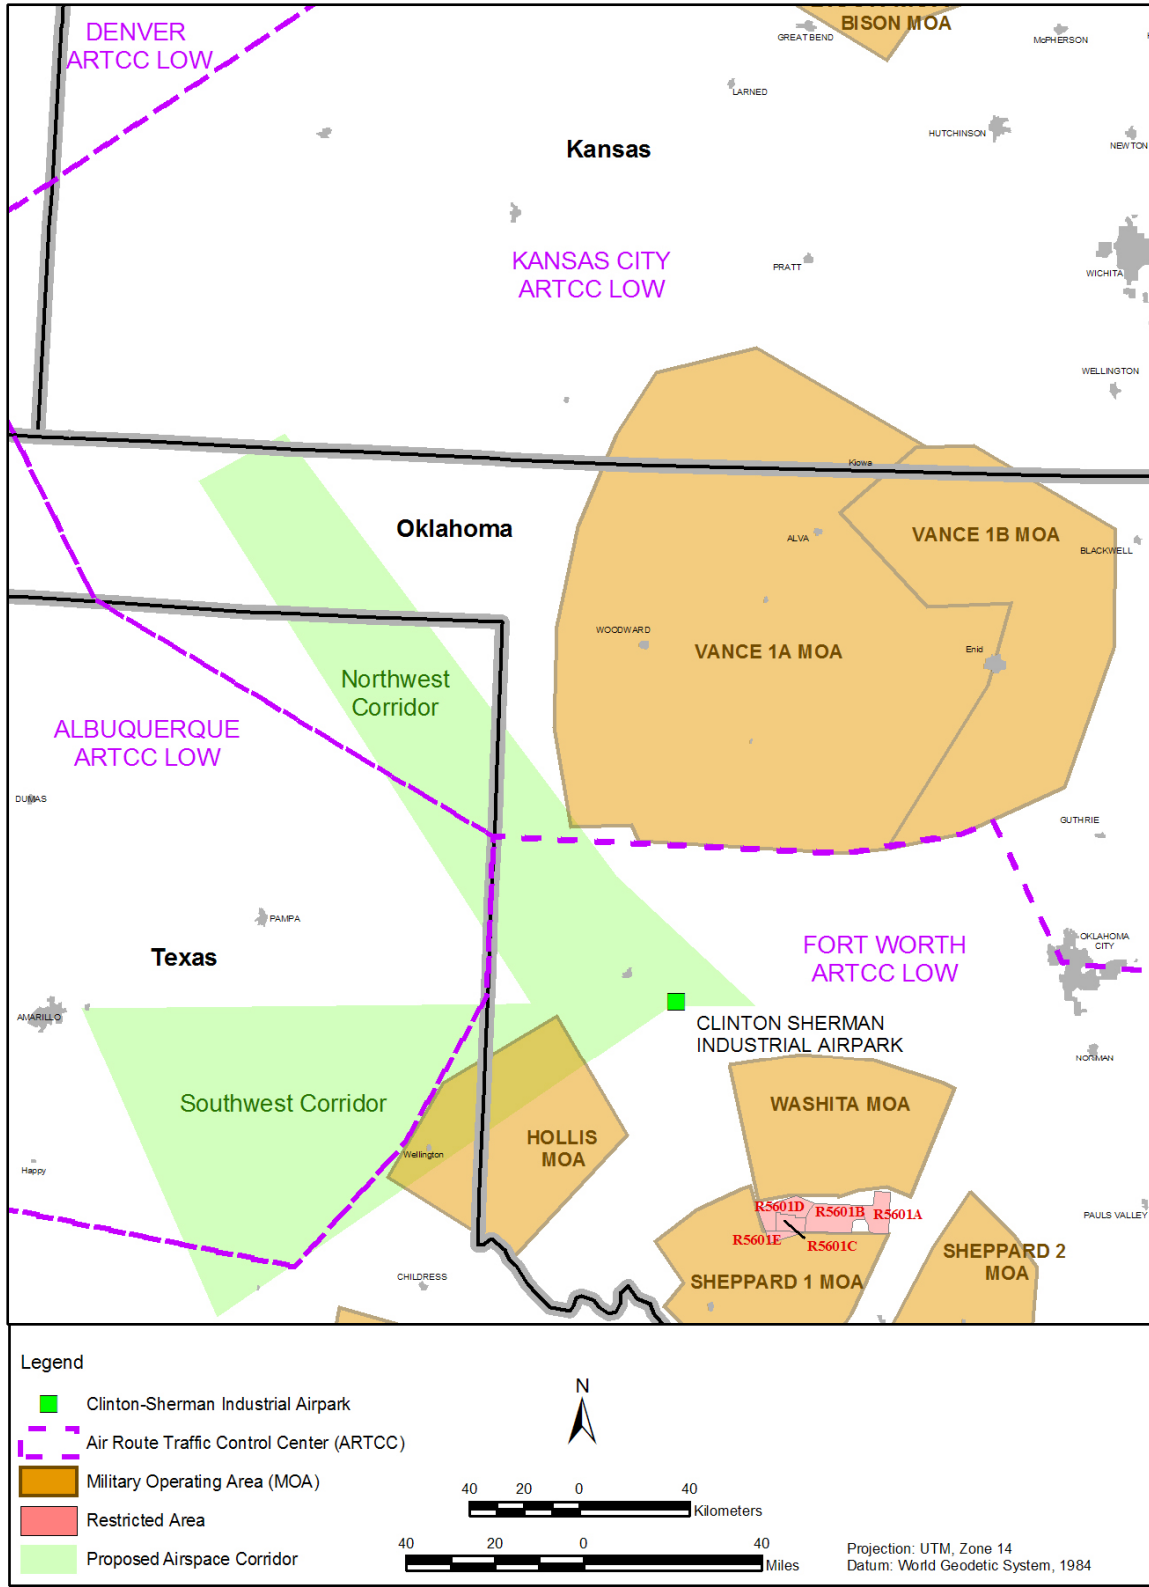 DENVER
ARTCC LOW
BISON MOA
GREAT BEND
McPHERSON
LARNED
HUTCHINSON
NEWTON
Kansas
KANSAS CITY
ARTCC LOW
PRATT
WICHITA
WELLINGTON
Kiowa
Oklahoma
ALVA
VANCE 1B MOA
BLACKWELL
WOODWARD
VANCE 1A MOA
Enid
Northwest
Corridor
ALBUQUERQUE
ARTCC LOW
DUMAS
GUTHRIE
PAMPA
Texas
FORT WORTH
ARTCC LOW
OKLAHOMA
CITY
AMARILLO
CLINTON SHERMAN
INDUSTRIAL AIRPARK
NORMAN
Southwest Corridor
WASHITA MOA
HOLLIS
MOA
Wellington
Happy
R5601D
R5601B
R5601A
PAULS VALLEY
R5601E
R5601C
SHEPPARD 2
MOA
CHILDRESS
SHEPPARD 1 MOA
Legend
Clinton-Sherman Industrial Airpark
Air Route Traffic Control Center (ARTCC)
Military Operating Area (MOA)
Restricted Area
Proposed Airspace Corridor
N
40 20 0 40
Kilometers
40 20 0 40
Miles
Projection: UTM, Zone 14
Datum: World Geodetic System, 1984